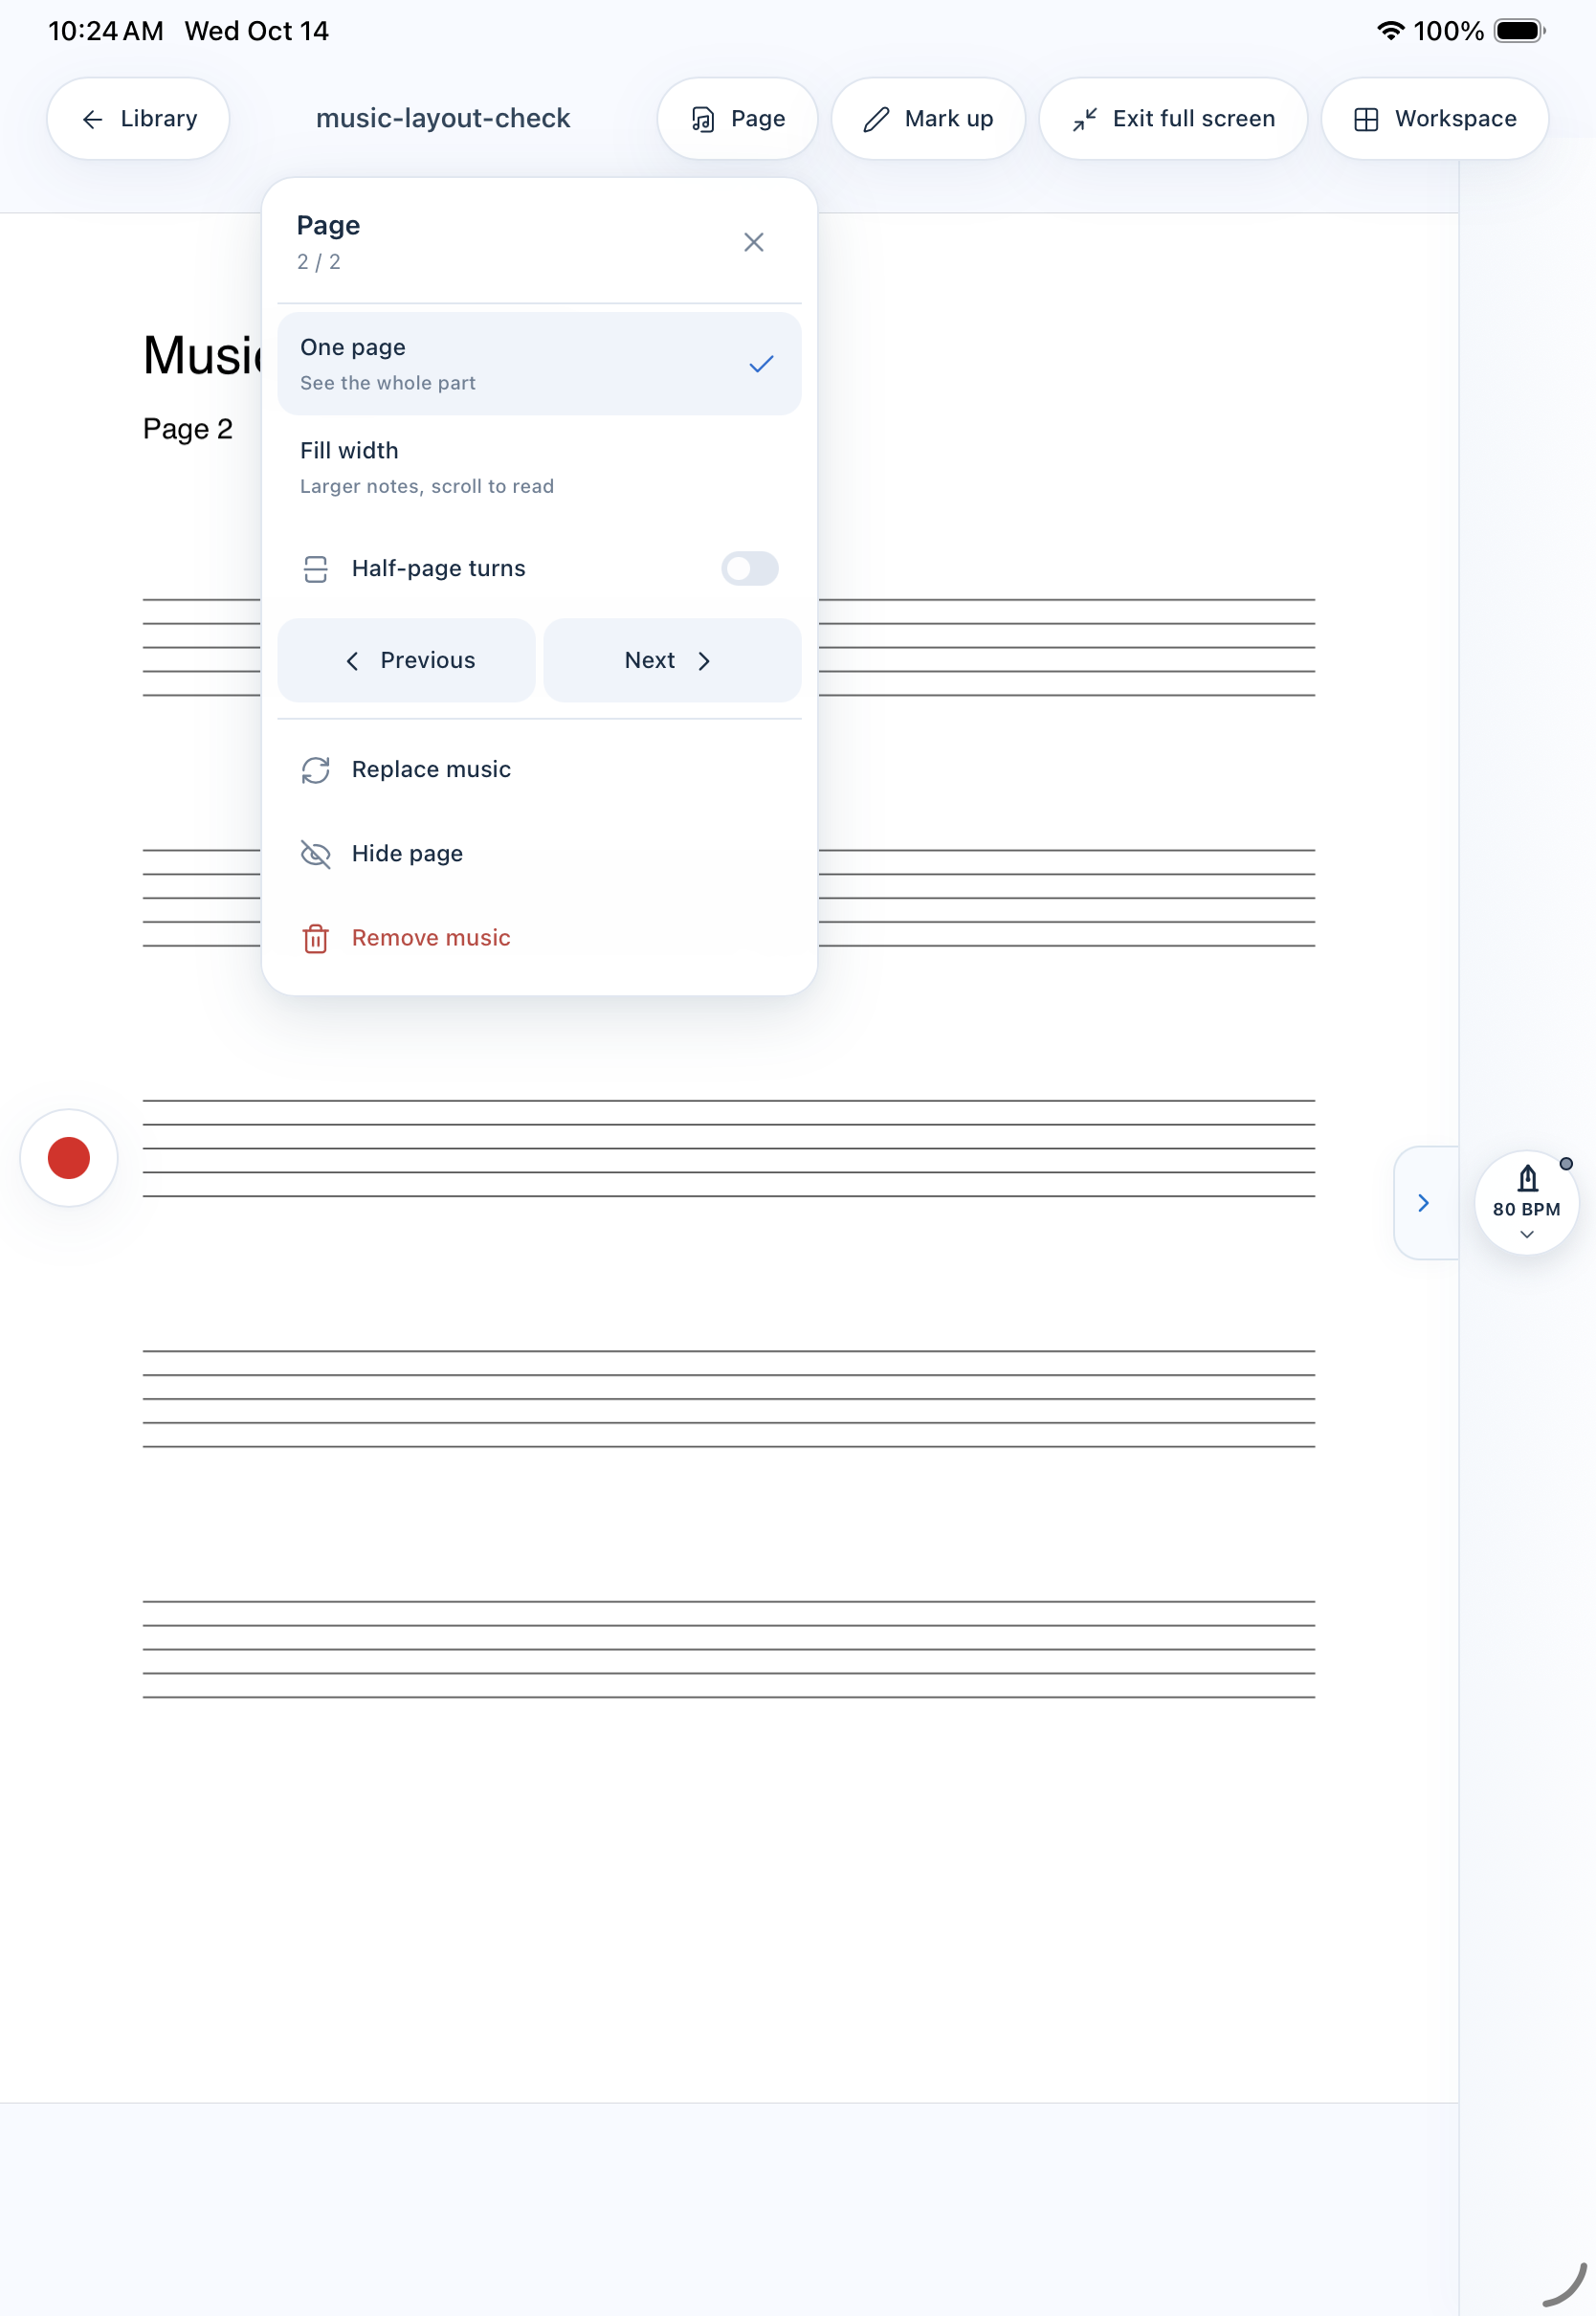 10:24 AM Wed Oct 14
100%
Library
music-layout-check
Page
Mark up
Exit full screen
Workspace
Page
2 / 2
One page
See the whole part
Fill width
Larger notes, scroll to read
Half-page turns
Previous
Next
Replace music
Hide page
Remove music
Music
Page 2
80 BPM